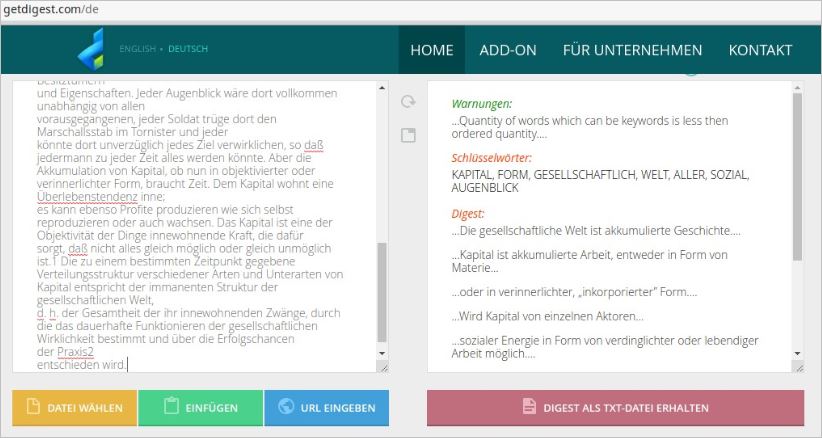 getdigest.com/de
ENGLISH • DEUTSCH
HOME ADD-ON FÜR UNTERNEHMEN KONTAKT
und Eigenschaften. Jeder Augenblick wäre dort vollkommen
unabhängig von allen
vorausgegangenen, jeder Soldat trüge dort den
Marschallsstab im Tornister und jeder
könnte dort unverzüglich jedes Ziel verwirklichen, so daß
jedermann zu jeder Zeit alles werden könnte. Aber die
Akkumulation von Kapital, ob nun in objektivierter oder
verinnerlichter Form, braucht Zeit. Dem Kapital wohnt eine
Überlebenstendenz inne;
es kann ebenso Profite produzieren wie sich selbst
reproduzieren oder auch wachsen. Das Kapital ist eine der
Objektivität der Dinge innewohnende Kraft, die dafür
sorgt, daß nicht alles gleich möglich oder gleich unmöglich
ist.1 Die zu einem bestimmten Zeitpunkt gegebene
Verteilungsstruktur verschiedener Arten und Unterarten von
Kapital entspricht der immanenten Struktur der
gesellschaftlichen Welt,
d. h. der Gesamtheit der ihr innewohnenden Zwänge, durch
die das dauerhafte Funktionieren der gesellschaftlichen
Wirklichkeit bestimmt und über die Erfolgschancen
der Praxis2
entschieden wird.
Warnungen:
...Quantity of words which can be keywords is less then
ordered quantity....
Schlüsselwörter:
KAPITAL, FORM, GESELLSCHAFTLICH, WELT, ALLER, SOZIAL,
AUGENBLICK
Digest:
...Die gesellschaftliche Welt ist akkumulierte Geschichte....
...Kapital ist akkumulierte Arbeit, entweder in Form von
Materie...
...oder in verinnerlichter, „inkorporierter” Form....
...Wird Kapital von einzelnen Aktoren...
...sozialer Energie in Form von verdinglichter oder lebendiger
Arbeit möglich....
DATEI WÄHLEN EINFÜGEN URL EINGEBEN DIGEST ALS TXT-DATEI ERHALTEN